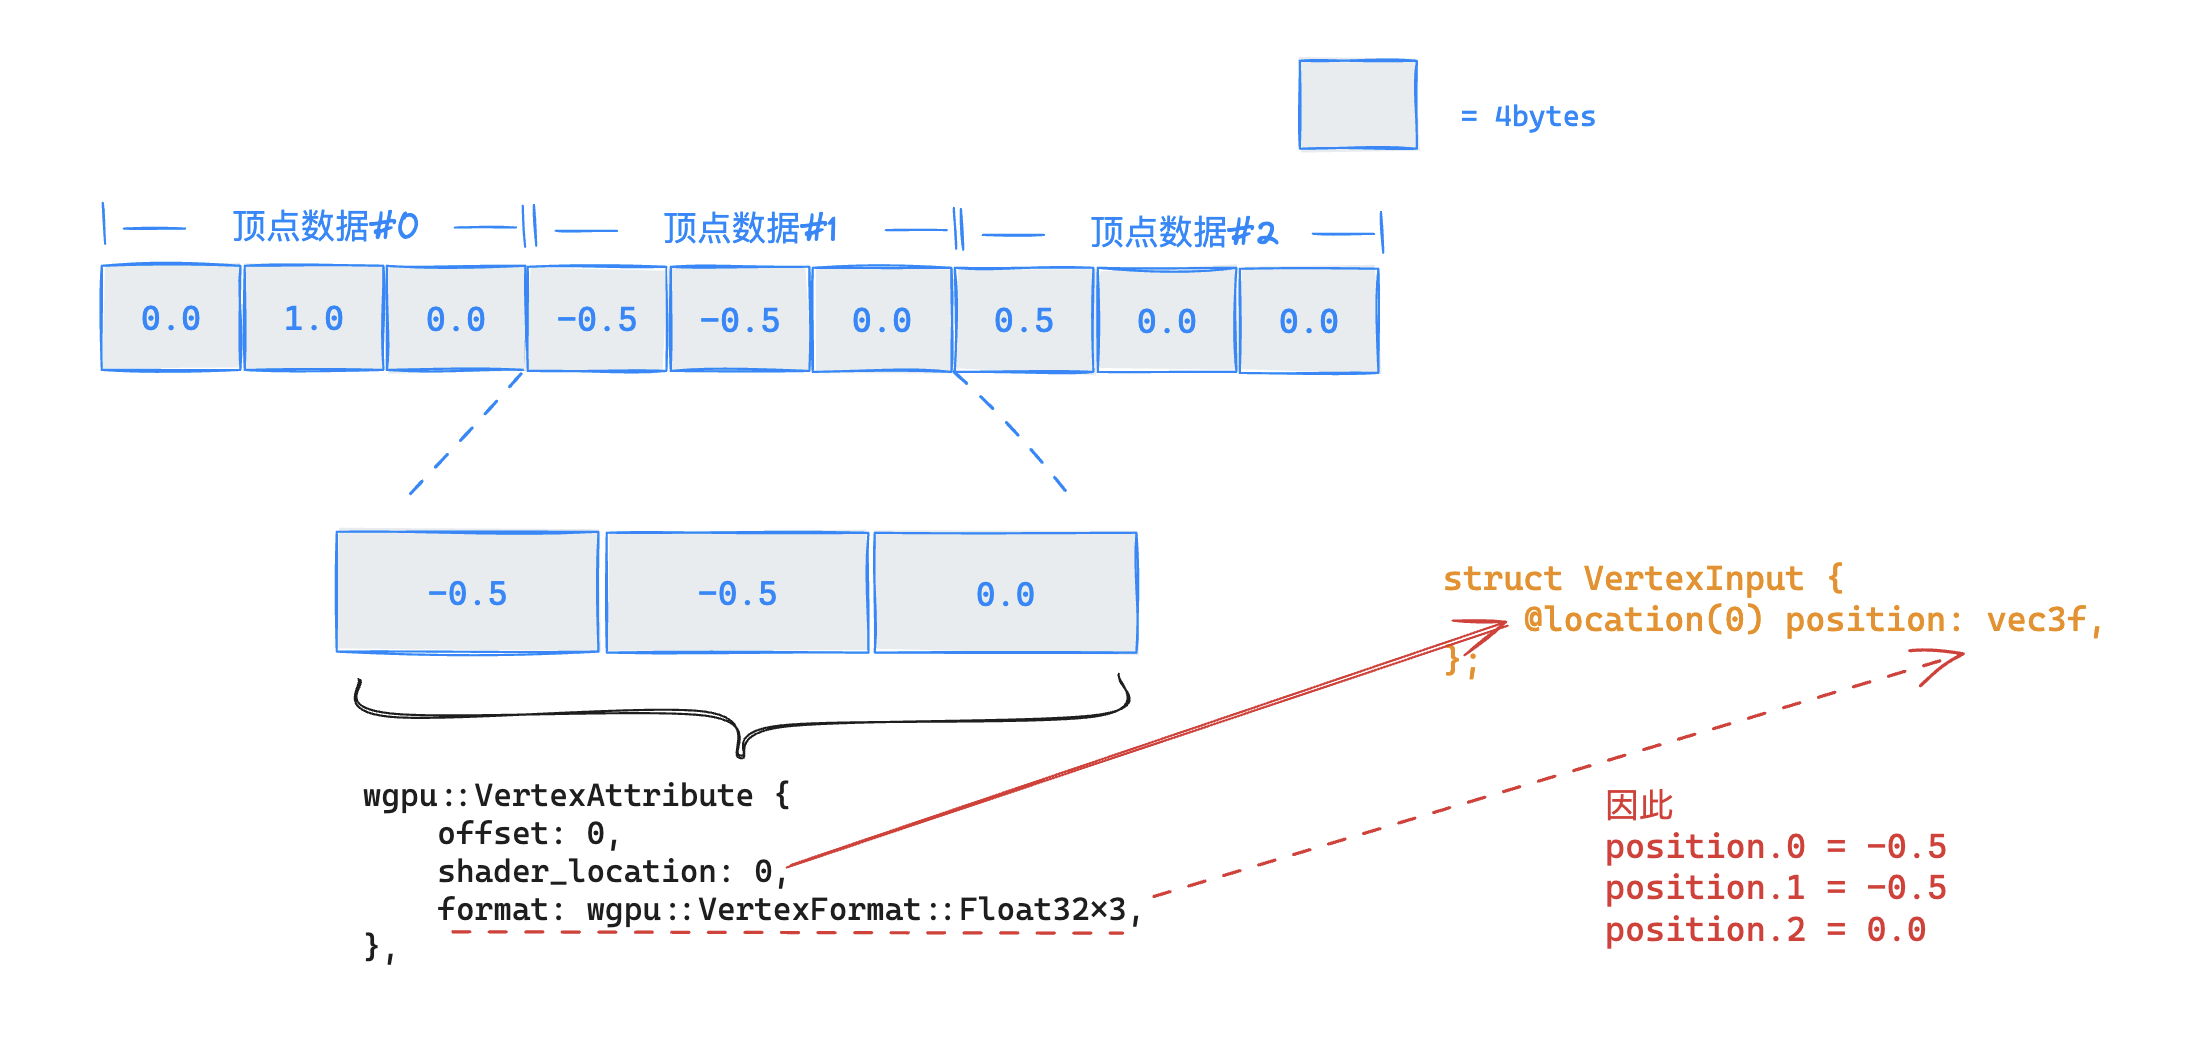 = 4bytes
顶点数据#0 顶点数据#1 顶点数据#2
0.0 1.0 0.0 -0.5 -0.5 0.0 0.5 0.0 0.0
-0.5 -0.5 0.0
struct VertexInput {
@location(0) position: vec3f,
};
wgpu::VertexAttribute {
offset: 0,
shader_location: 0,
format: wgpu::VertexFormat::Float32×3,
},
因此
position.0 = -0.5
position.1 = -0.5
position.2 = 0.0